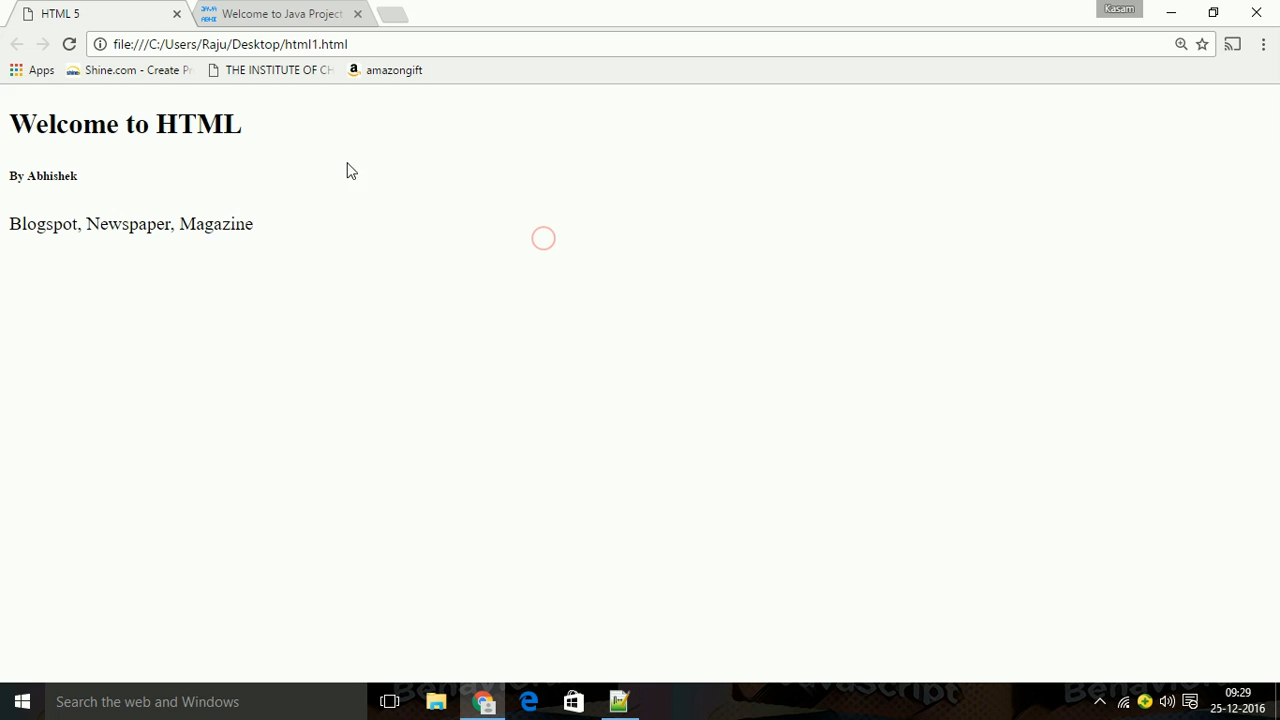 HTML 5
JAVA
Welcome to Java Project
Kasam
file:///C:/Users/Raju/Desktop/html1.html
Apps
Shine.com - Create Pr
THE INSTITUTE OF CH
amazongift
Welcome to HTML
By Abhishek
Blogspot, Newspaper, Magazine
Search the web and Windows
09:29
25-12-2016